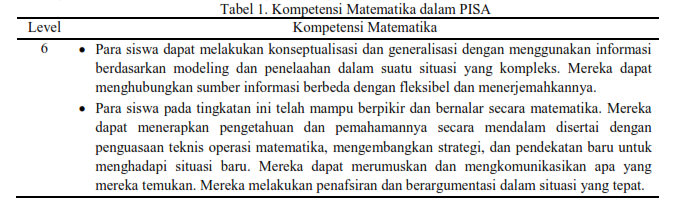 Tabel 1. Kompetensi Matematika dalam PISA
Level Kompetensi Matematika
6 • Para siswa dapat melakukan konseptualisasi dan generalisasi dengan menggunakan informasi
berdasarkan modeling dan penelaahan dalam suatu situasi yang kompleks. Mereka dapat
menghubungkan sumber informasi berbeda dengan fleksibel dan menerjemahkannya.
• Para siswa pada tingkatan ini telah mampu berpikir dan bernalar secara matematika. Mereka
dapat menerapkan pengetahuan dan pemahamannya secara mendalam disertai dengan
penguasaan teknis operasi matematika, mengembangkan strategi, dan pendekatan baru untuk
menghadapi situasi baru. Mereka dapat merumuskan dan mengkomunikasikan apa yang
mereka temukan. Mereka melakukan penafsiran dan berargumentasi dalam situasi yang tepat.